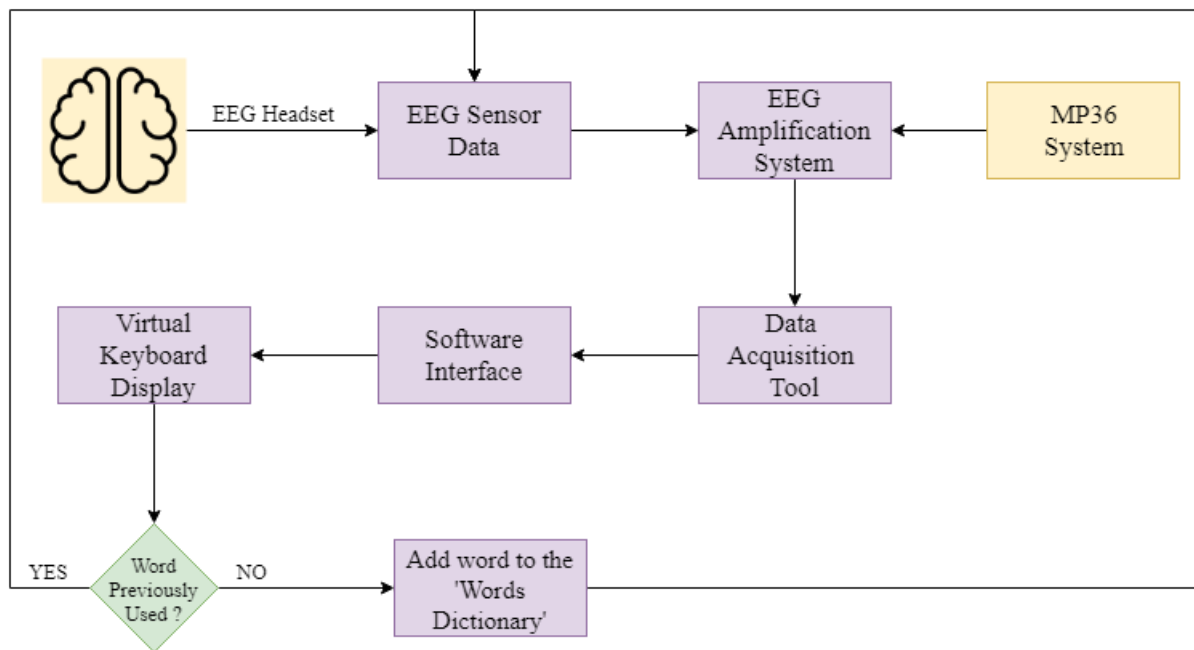 EEG Headset
EEG Sensor
Data
EEG
Amplification
System
MP36
System
Virtual
Keyboard
Display
Software
Interface
Data
Acquisition
Tool
YES
Word
Previously
Used ?
NO
Add word to the
'Words
Dictionary'